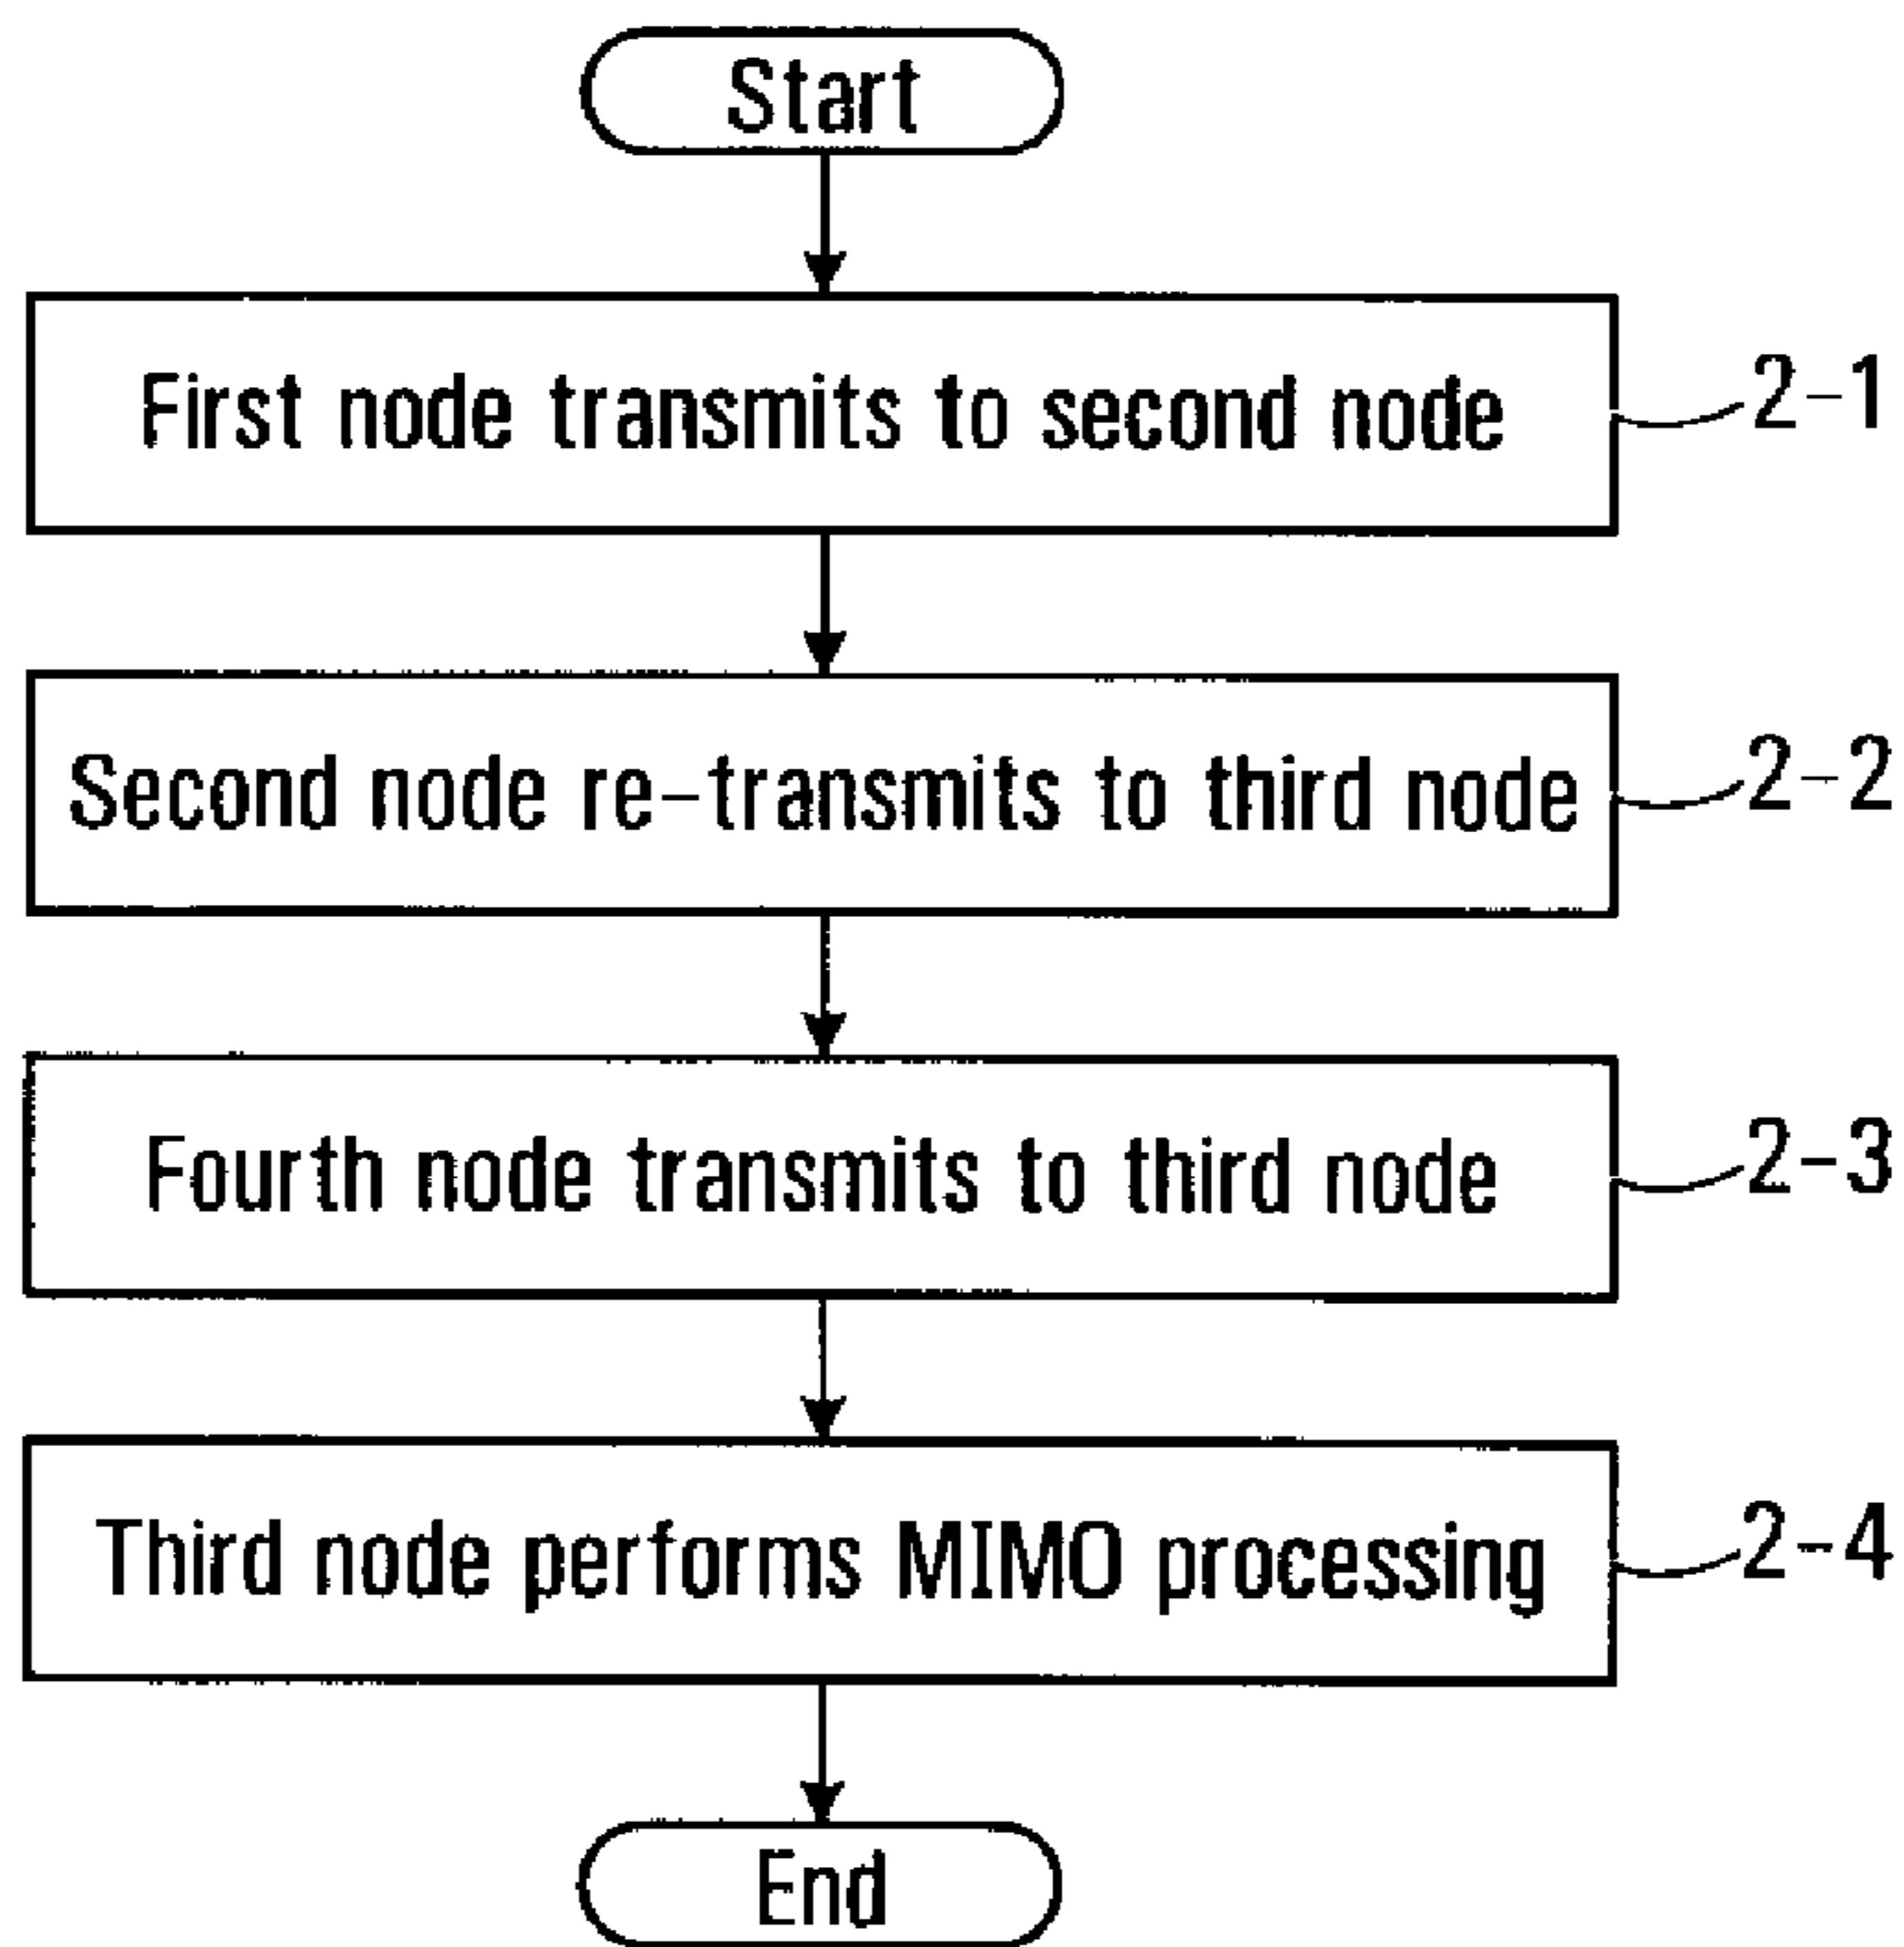 Start
First node transmits to second node
2-1
Second node re-transmits to third node
2-2
Fourth node transmits to third node
2-3
Third node performs MIMO processing
2-4
End